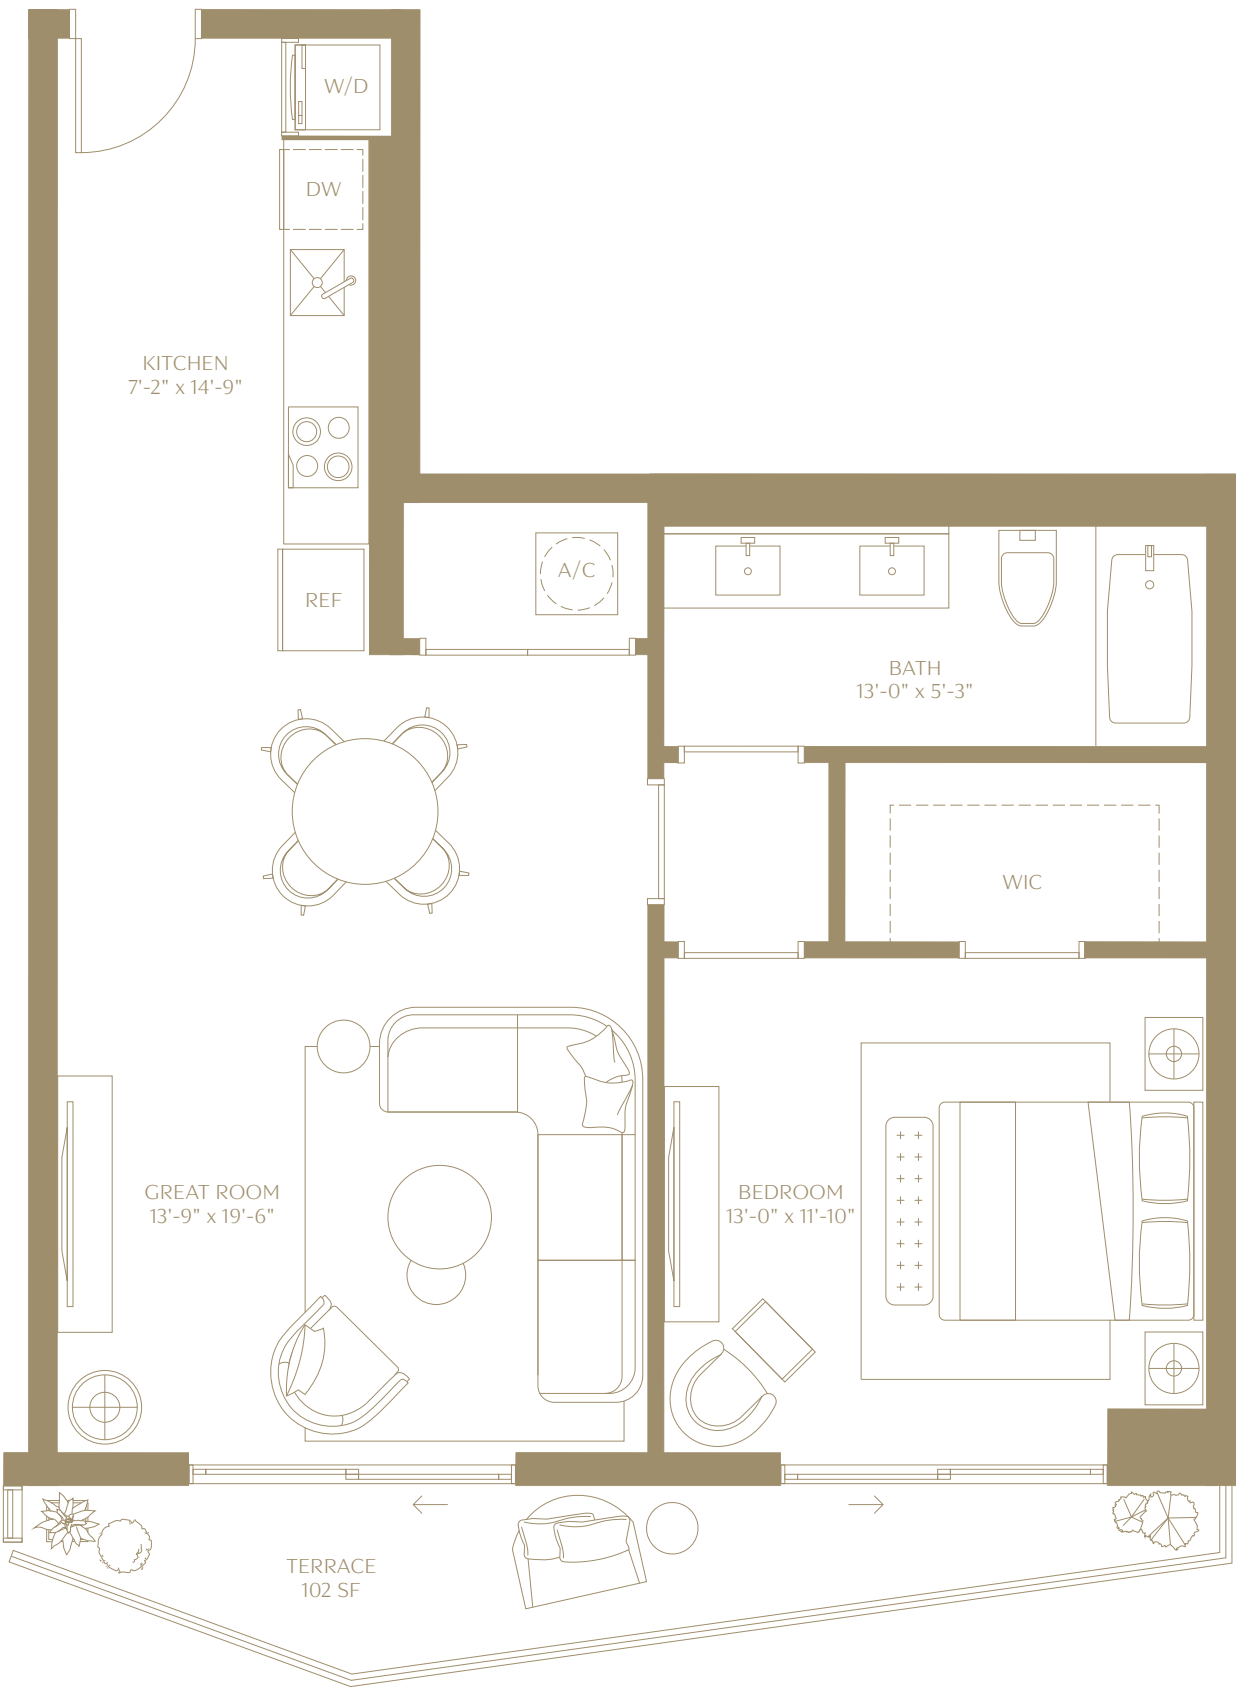 W/D
DW
KITCHEN
7'-2" x 14'-9"
A/C
REF
BATH
13'-0" x 5'-3"
WIC
GREAT ROOM
13'-9" x 19'-6"
BEDROOM
13'-0" x 11'-10"
TERRACE
102 SF